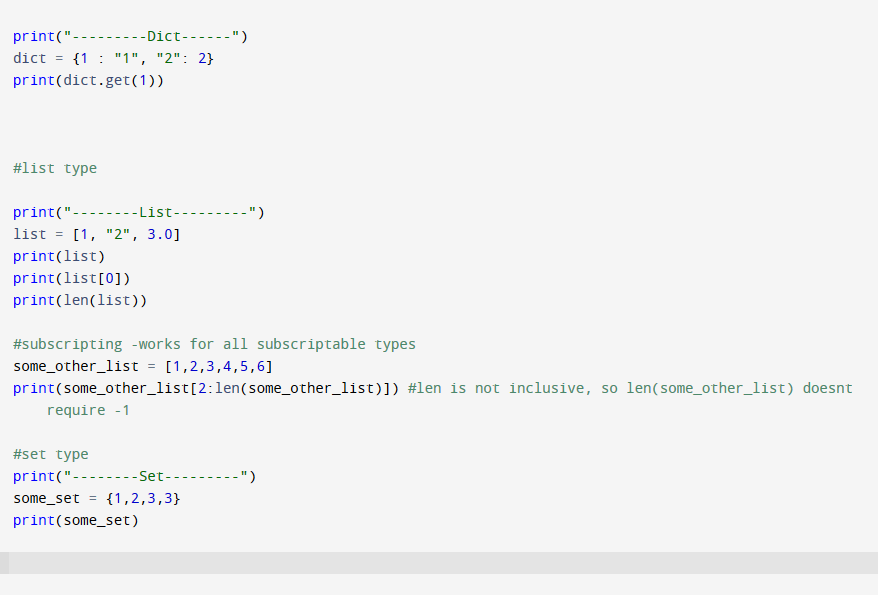 print("---------Dict------")
dict = {1 : "1", "2": 2}
print(dict.get(1))
#list type
print("--------List---------")
list = [1, "2", 3.0]
print(list)
print(list[0])
print(len(list))
#subscripting -works for all subscriptable types
some_other_list = [1,2,3,4,5,6]
print(some_other_list[2:len(some_other_list)]) #len is not inclusive, so len(some_other_list) doesnt
require -1
#set type
print("--------Set---------")
some_set = {1,2,3,3}
print(some_set)